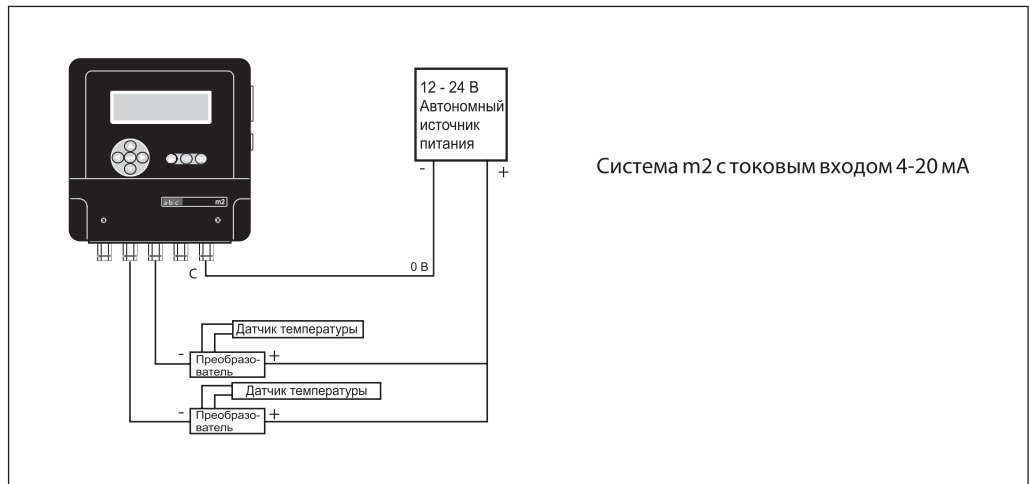 12 - 24 В
Автономный
источник
питания
- +
Система m2 с токовым входом 4-20 мА
abc m2
C
0 В
Датчик температуры
- Преобразо- +
ватель
Датчик температуры
- Преобразо- +
ватель